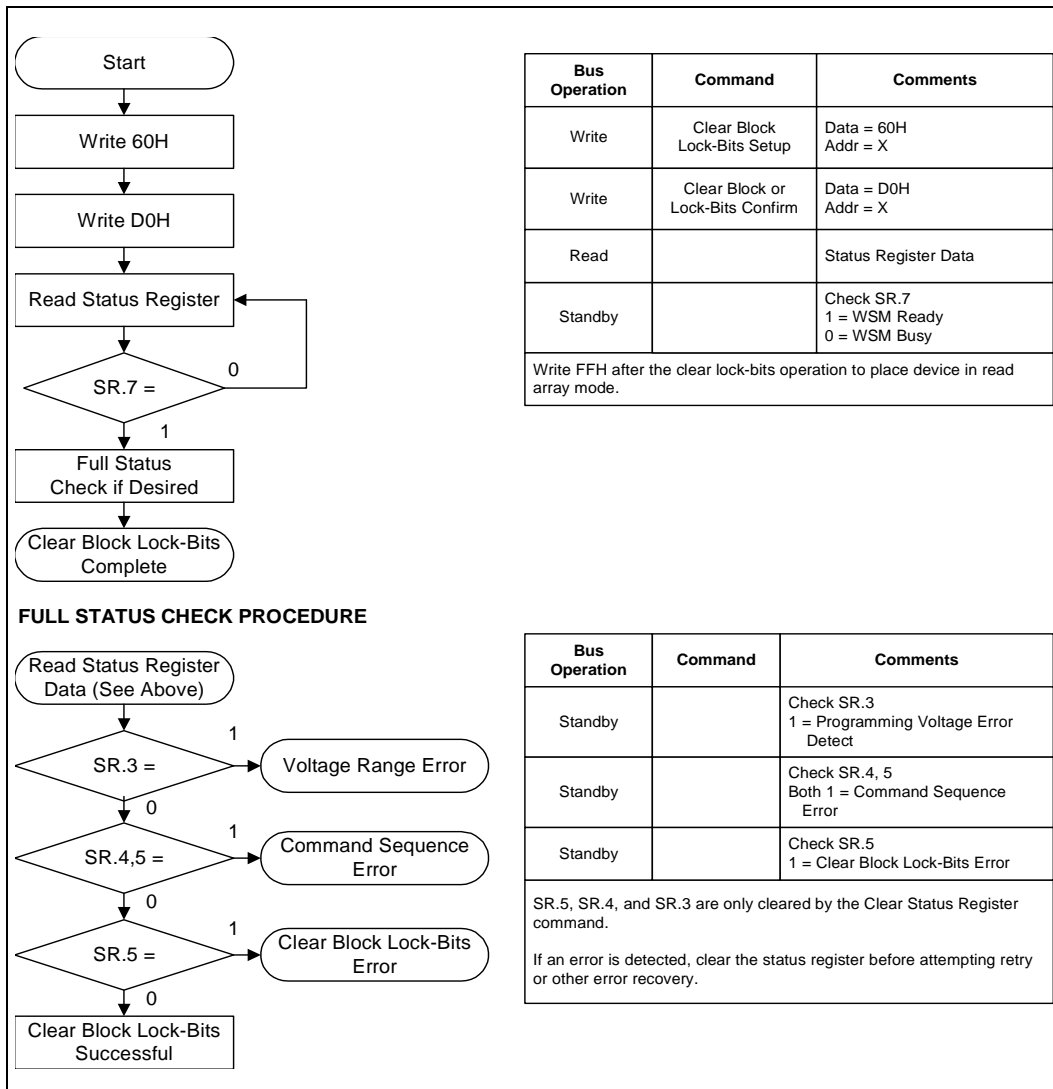 Start
Write 60H
Write D0H
Read Status Register
SR.7 =
0
1
Full Status
Check if Desired
Clear Block Lock-Bits
Complete
Bus
Operation
Command
Comments
Write
Clear Block
Lock-Bits Setup
Data = 60H
Addr = X
Write
Clear Block or
Lock-Bits Confirm
Data = D0H
Addr = X
Read
Status Register Data
Standby
Check SR.7
1 = WSM Ready
0 = WSM Busy
Write FFH after the clear lock-bits operation to place device in read
array mode.
FULL STATUS CHECK PROCEDURE
Read Status Register
Data (See Above)
SR.3 =
1
Voltage Range Error
0
SR.4,5 =
1
Command Sequence
Error
0
SR.5 =
1
Clear Block Lock-Bits
Error
0
Clear Block Lock-Bits
Successful
Bus
Operation
Command
Comments
Standby
Check SR.3
1 = Programming Voltage Error
Detect
Standby
Check SR.4, 5
Both 1 = Command Sequence
Error
Standby
Check SR.5
1 = Clear Block Lock-Bits Error
SR.5, SR.4, and SR.3 are only cleared by the Clear Status Register
command.
If an error is detected, clear the status register before attempting retry
or other error recovery.